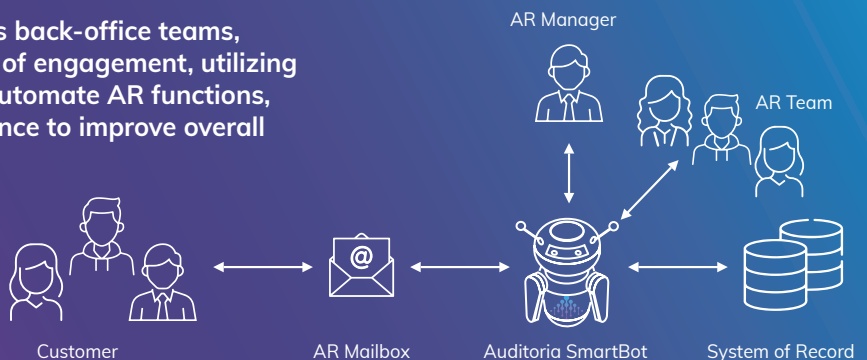 s back-office teams,
of engagement, utilizing
utomate AR functions,
nce to improve overall
AR Manager
AR Team
@
Customer
AR Mailbox
Auditoria SmartBot
System of Record